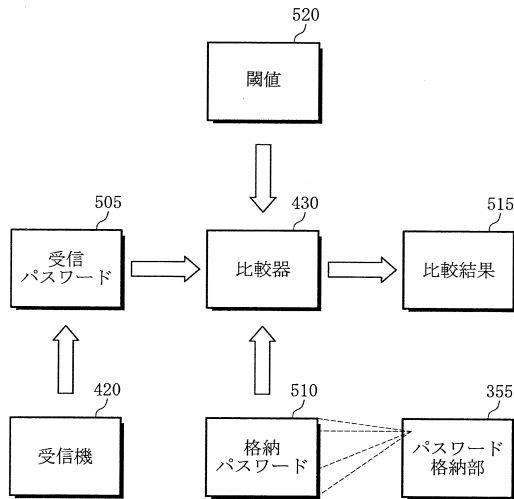 520
閾値
505
430
515
受信
パスワード
比較器
比較結果
420
510
355
受信機
格納
パスワード
パスワード
格納部